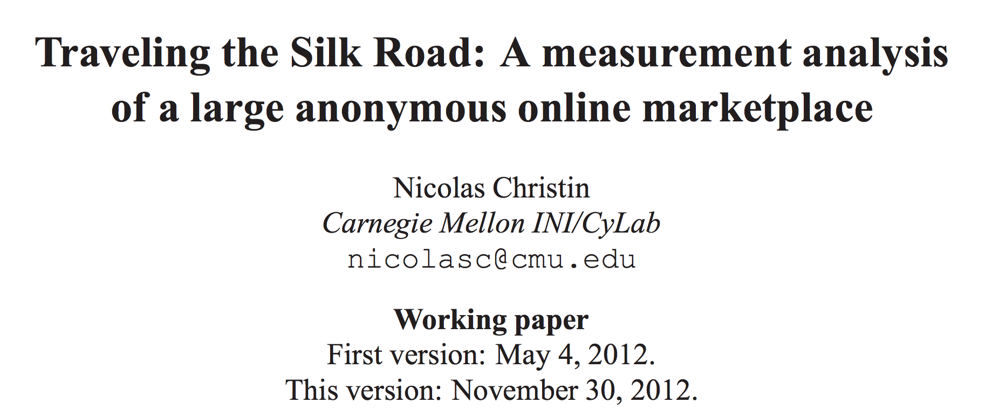 Traveling the Silk Road: A measurement analysis
of a large anonymous online marketplace
Nicolas Christin
Carnegie Mellon INI/CyLab
nicolasc@cmu.edu
Working paper
First version: May 4, 2012.
This version: November 30, 2012.